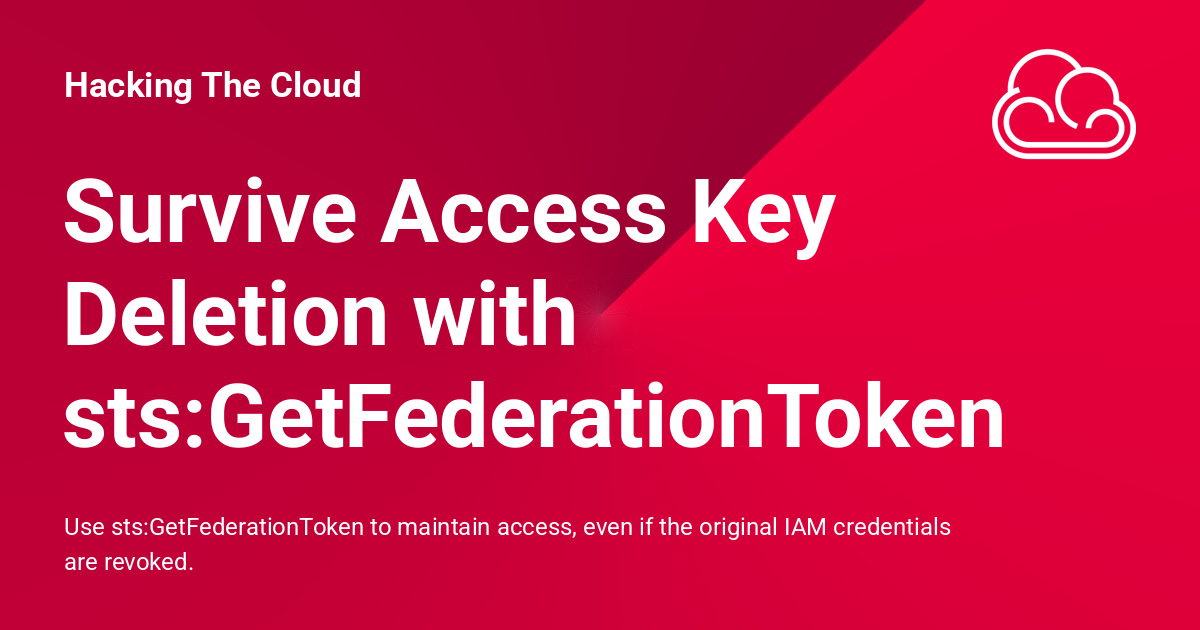 Hacking The Cloud
Survive Access Key
Deletion with
sts:GetFederationToken
Use sts:GetFederationToken to maintain access, even if the original IAM credentials
are revoked.